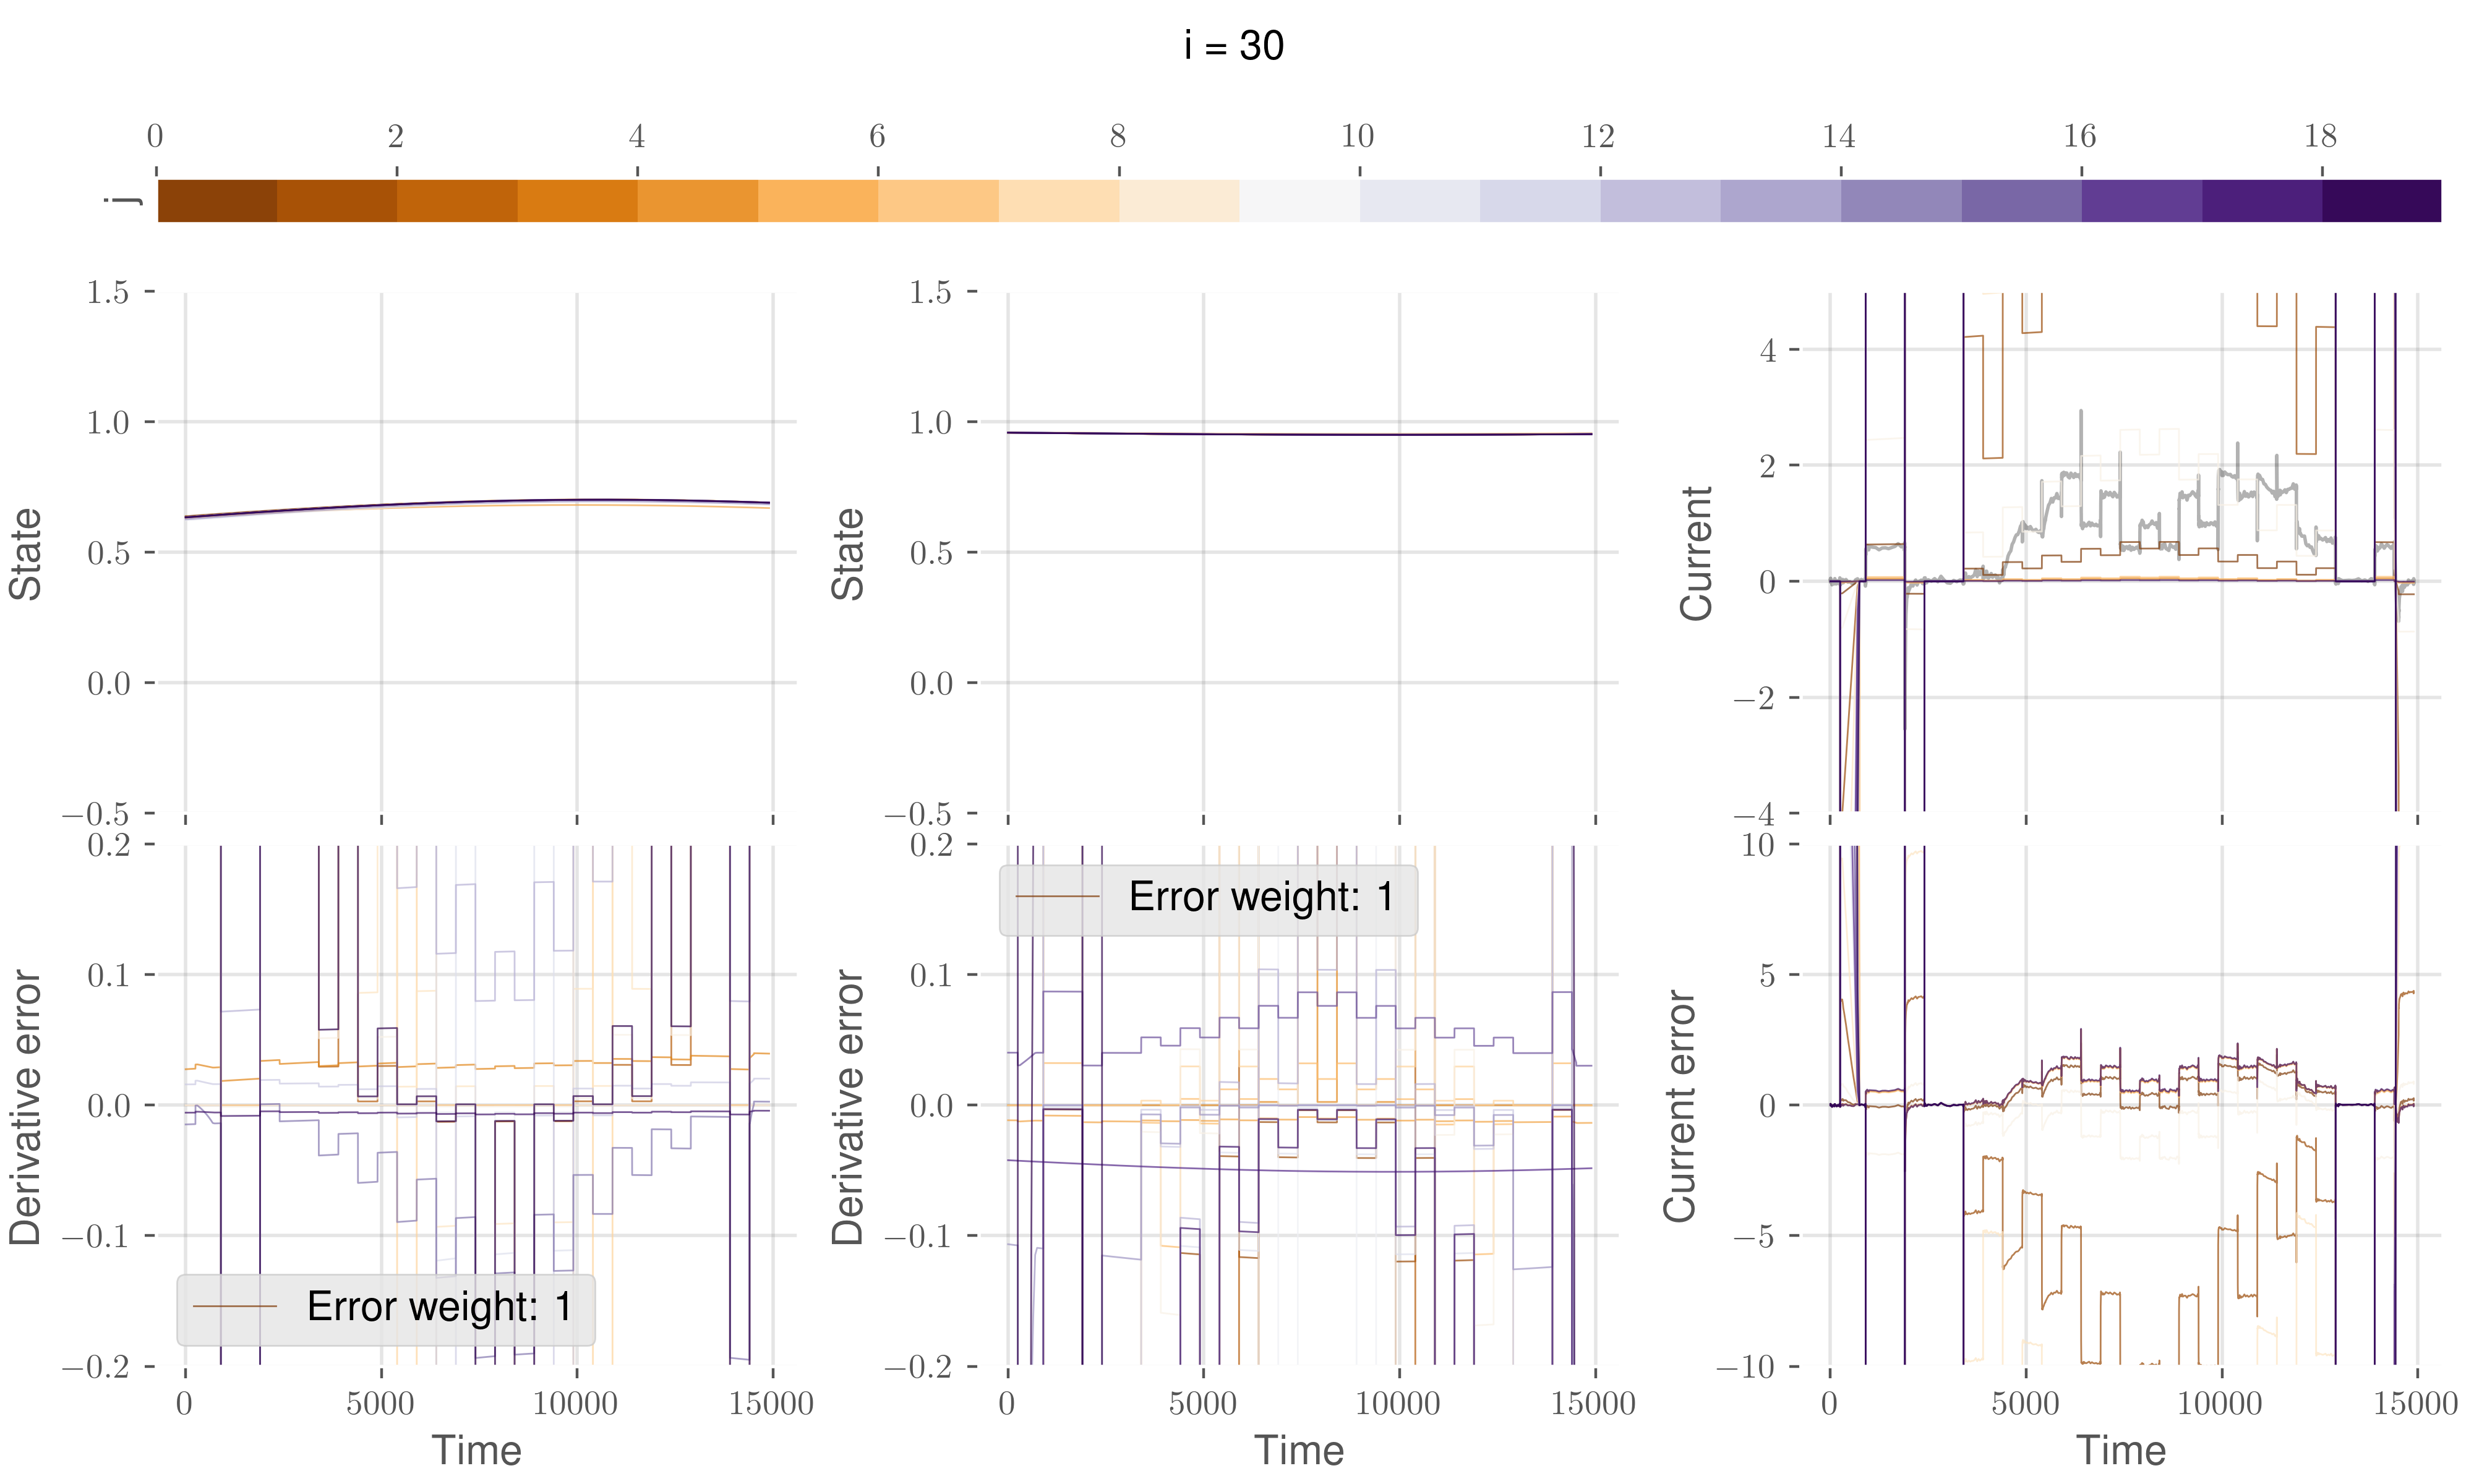 i = 30
0 2 4 6 8 10 12 14 16 18
j
1.5 1.0 0.5 0.0 −0.5
State
1.5 1.0 0.5 0.0 −0.5
State
4 2 0 −2 −4
Current
0.2 0.1 0.0 −0.1 −0.2
Derivative error
Error weight: 1
0 5000 10000 15000
Time
0.2 0.1 0.0 −0.1 −0.2
Derivative error
Error weight: 1
0 5000 10000 15000
Time
10 5 0 −5 −10
Current error
0 5000 10000 15000
Time